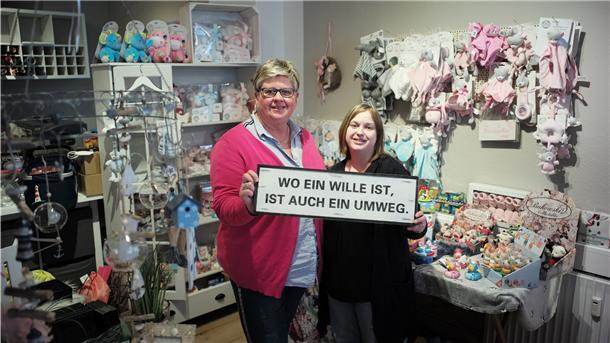 WO EIN WILLE IST,
IST AUCH EIN UMWEG.